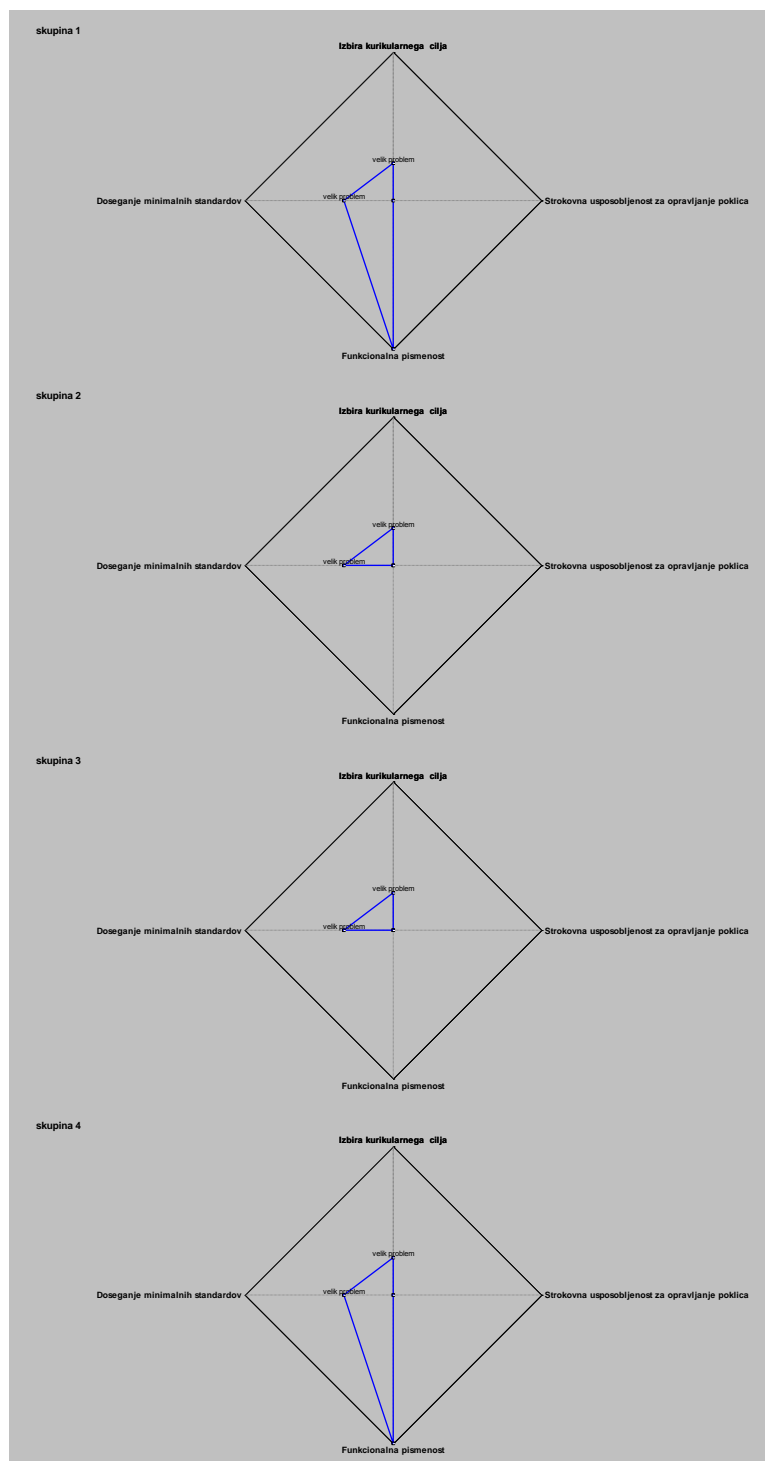 skupina 1
Izbira kurikularnega cilja
velik problem
velik problem
Doseganje minimalnih standardov
Strokovna usposobljenost za opravljanje poklica
Funkcionalna pismenost
skupina 2
Izbira kurikularnega cilja
velik problem
velik problem
Doseganje minimalnih standardov
Strokovna usposobljenost za opravljanje poklica
Funkcionalna pismenost
skupina 3
Izbira kurikularnega cilja
velik problem
velik problem
Doseganje minimalnih standardov
Strokovna usposobljenost za opravljanje poklica
Funkcionalna pismenost
skupina 4
Izbira kurikularnega cilja
velik problem
velik problem
Doseganje minimalnih standardov
Strokovna usposobljenost za opravljanje poklica
Funkcionalna pismenost